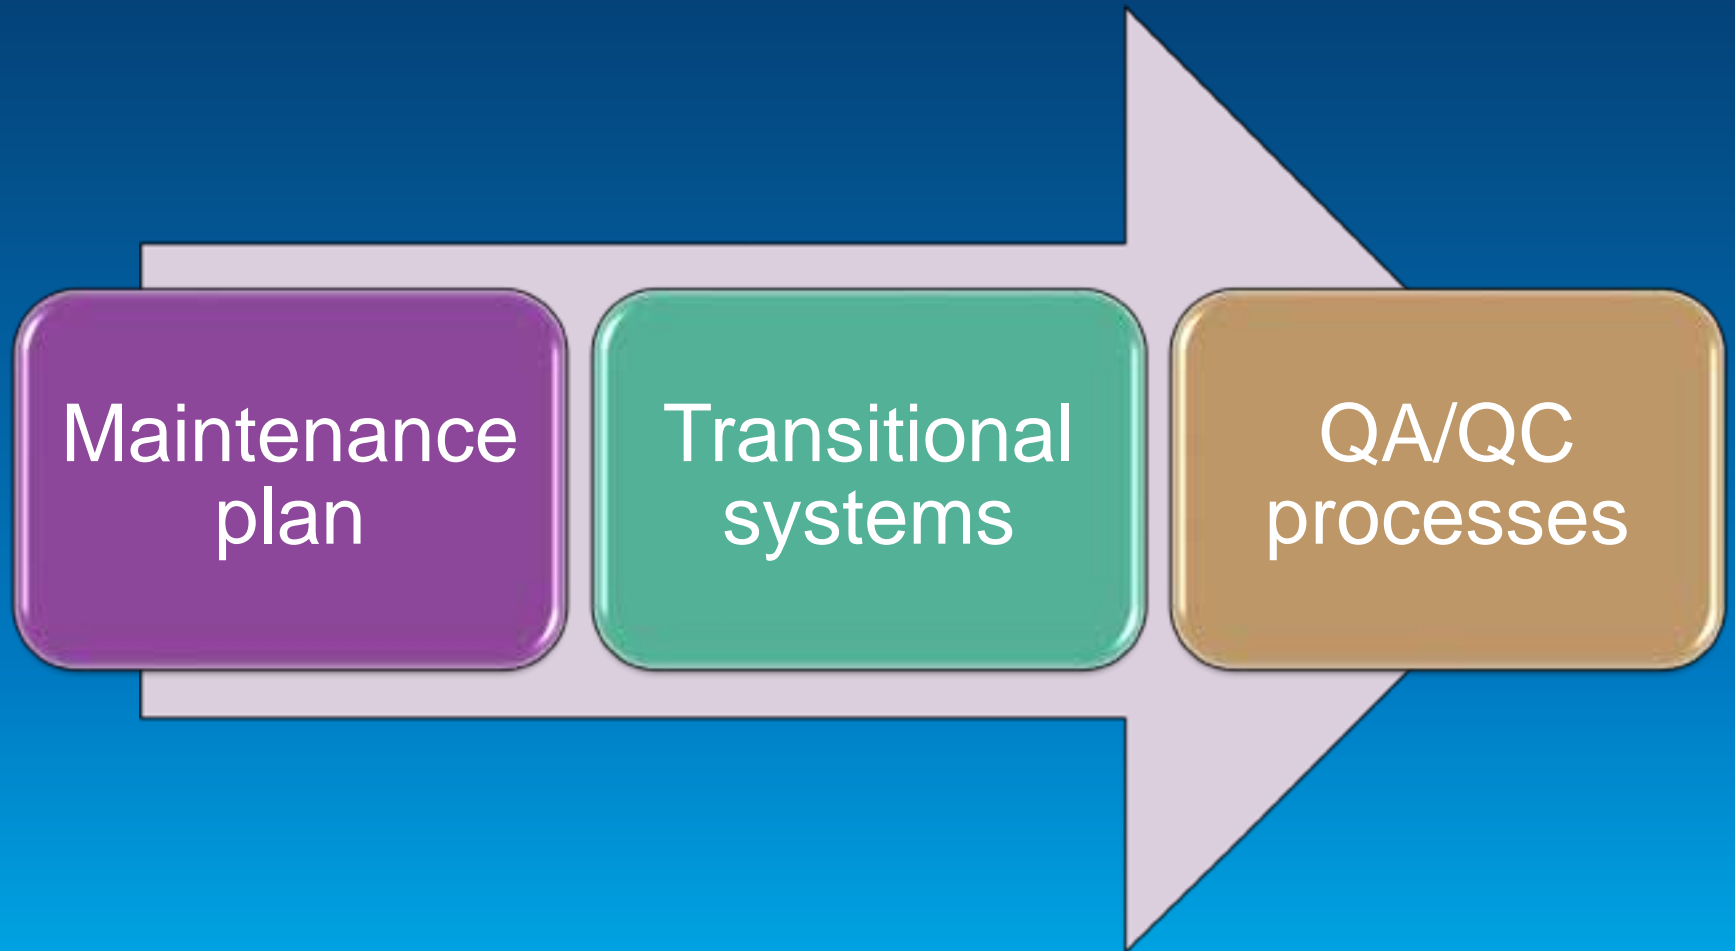 Maintenance
plan
Transitional
systems
QA/QC
processes